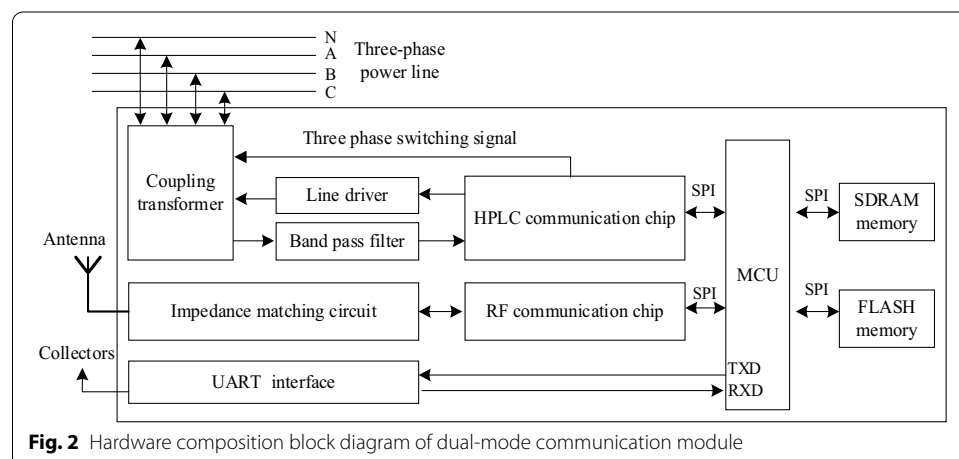 N
A
B
C
Three-phase
power line
Three phase switching signal
Coupling
transformer
Line driver
Band pass filter
HPLC communication chip
SPI
MCU
SPI
SDRAM
memory
Antenna
Impedance matching circuit
RF communication chip
SPI
SPI
FLASH
memory
Collectors
UART interface
TXD
RXD
Fig. 2 Hardware composition block diagram of dual-mode communication module